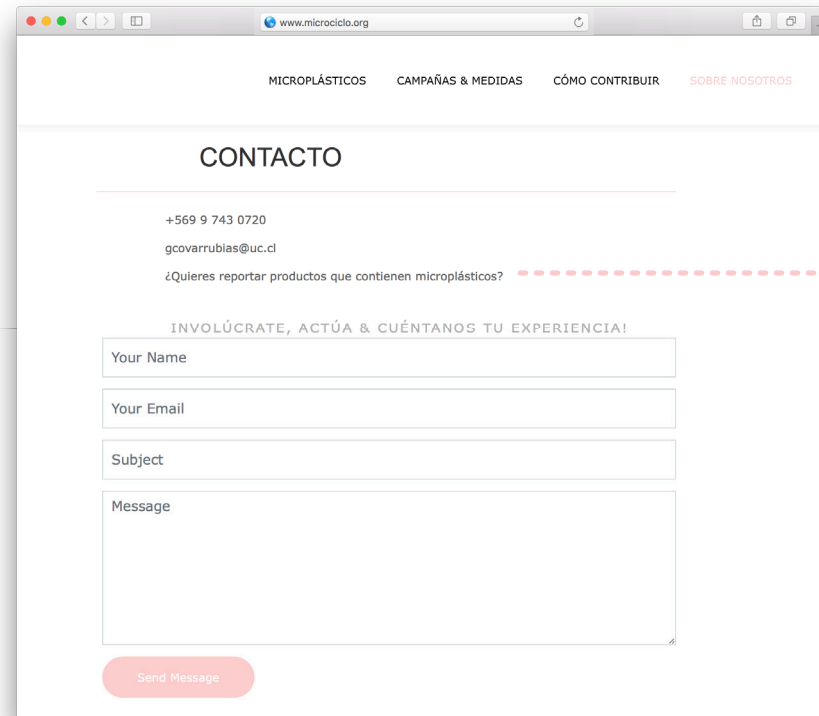 www.microciclo.org
MICROPLÁSTICOS CAMPAÑAS & MEDIDAS CÓMO CONTRIBUIR SOBRE NOSOTROS
CONTACTO
+569 9 743 0720
gcovarrubias@uc.cl
¿Quieres reportar productos que contienen microplásticos?
INVOLÚCRATE, ACTÚA & CUÉNTANOS TU EXPERIENCIA!
Your Name
Your Email
Subject
Message
Send Message